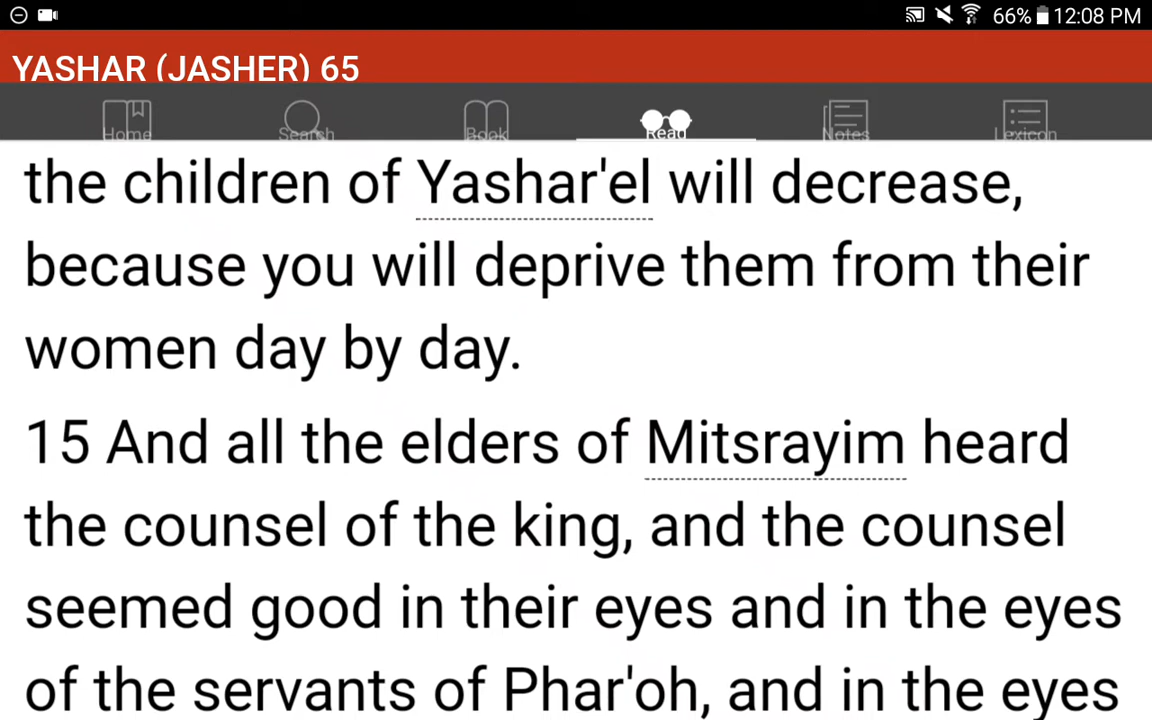 66% 12:08 PM
YASHAR (JASHER) 65
Home Search Book Read Notes Lexicon
the children of Yashar'el will decrease,
because you will deprive them from their
women day by day.
15 And all the elders of Mitsrayim heard
the counsel of the king, and the counsel
seemed good in their eyes and in the eyes
of the servants of Phar'oh, and in the eyes